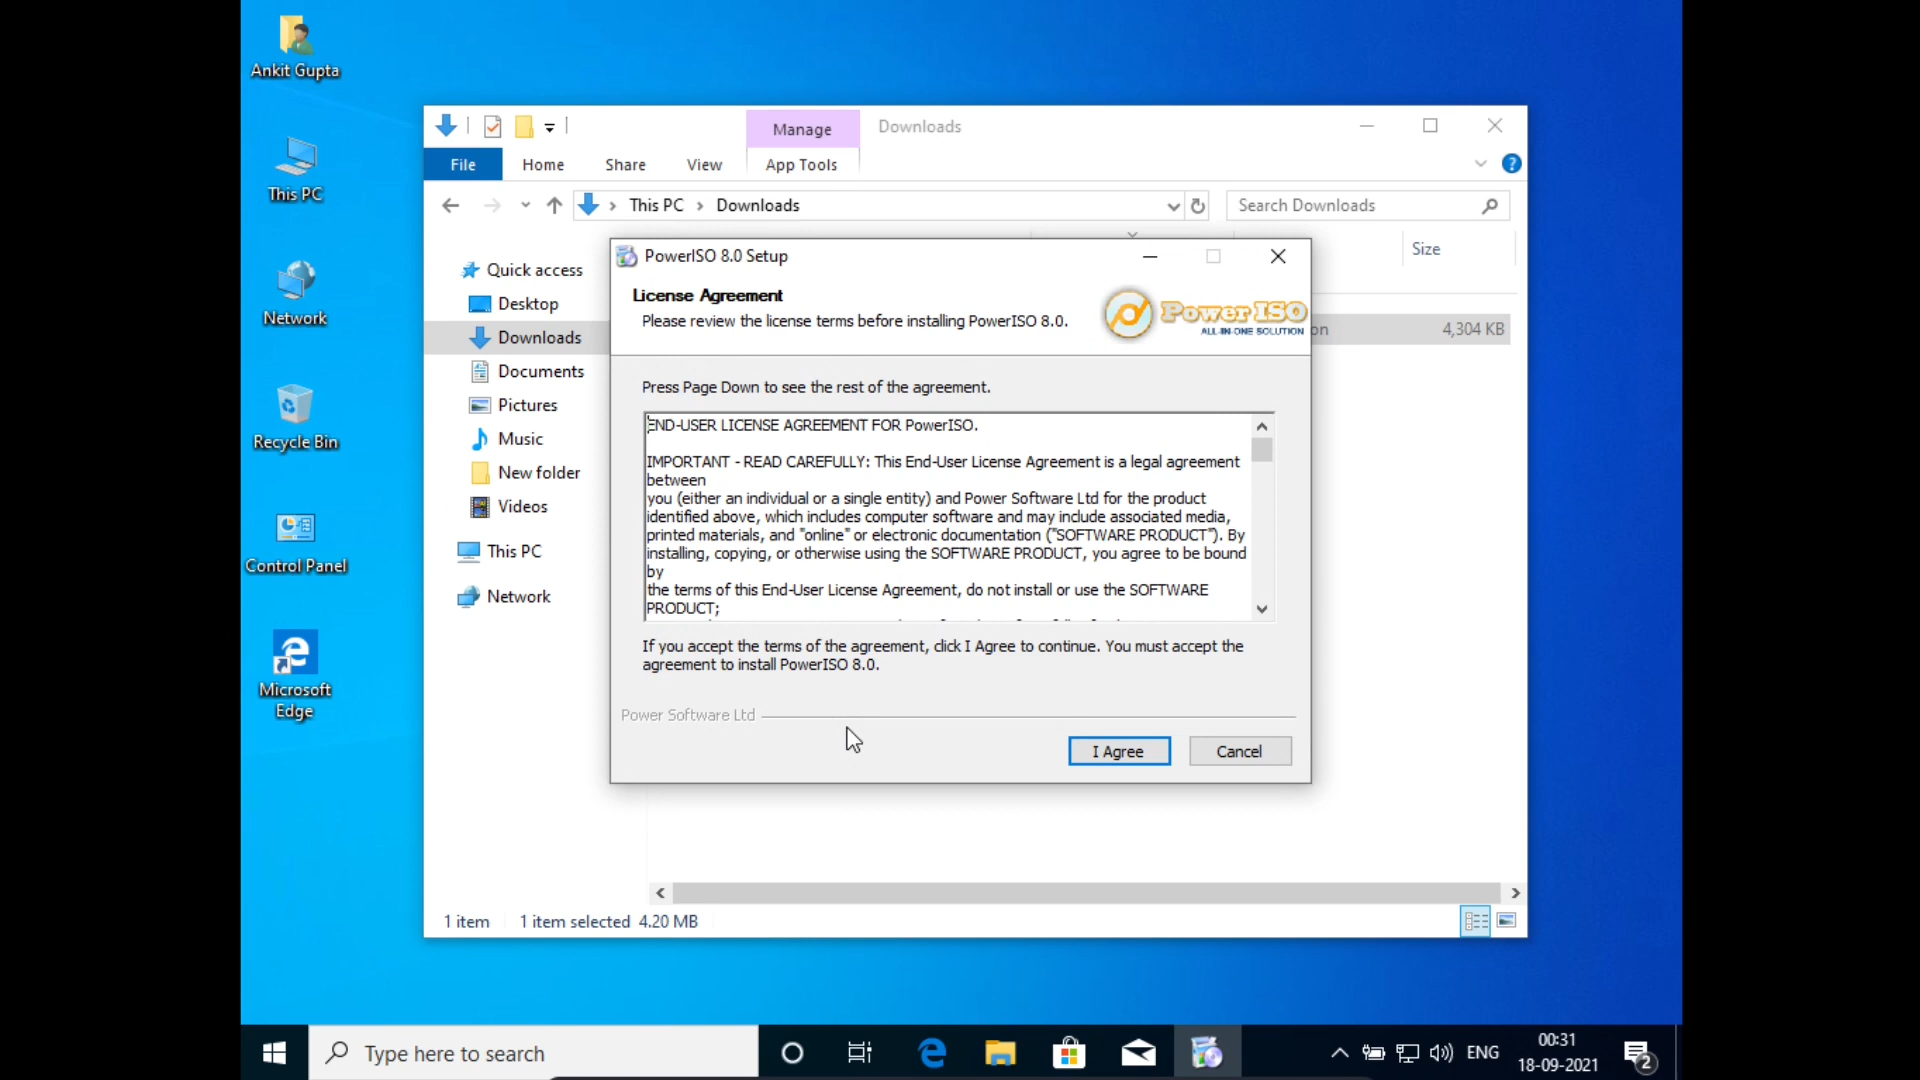 Ankit Gupta
This PC
Network
Recycle Bin
Control Panel
Microsoft
Edge
Manage
Downloads
File
Home
Share
View
App Tools
This PC
Downloads
Search Downloads
Quick access
Desktop
Downloads
Documents
Pictures
Music
New folder
Videos
This PC
Network
Size
on
4,304 KB
PowerISO 8.0 Setup
License Agreement
Please review the license terms before installing PowerISO 8.0.
Power ISO
ALL-IN-ONE SOLUTION
Press Page Down to see the rest of the agreement.
END-USER LICENSE AGREEMENT FOR PowerISO.
IMPORTANT - READ CAREFULLY: This End-User License Agreement is a legal agreement
between
you (either an individual or a single entity) and Power Software Ltd for the product
identified above, which includes computer software and may include associated media,
printed materials, and "online" or electronic documentation ("SOFTWARE PRODUCT"). By
installing, copying, or otherwise using the SOFTWARE PRODUCT, you agree to be bound
by
the terms of this End-User License Agreement, do not install or use the SOFTWARE
PRODUCT;
If you accept the terms of the agreement, click I Agree to continue. You must accept the
agreement to install PowerISO 8.0.
Power Software Ltd
I Agree
Cancel
1 item
1 item selected 4.20 MB
Type here to search
ENG
00:31
18-09-2021
2